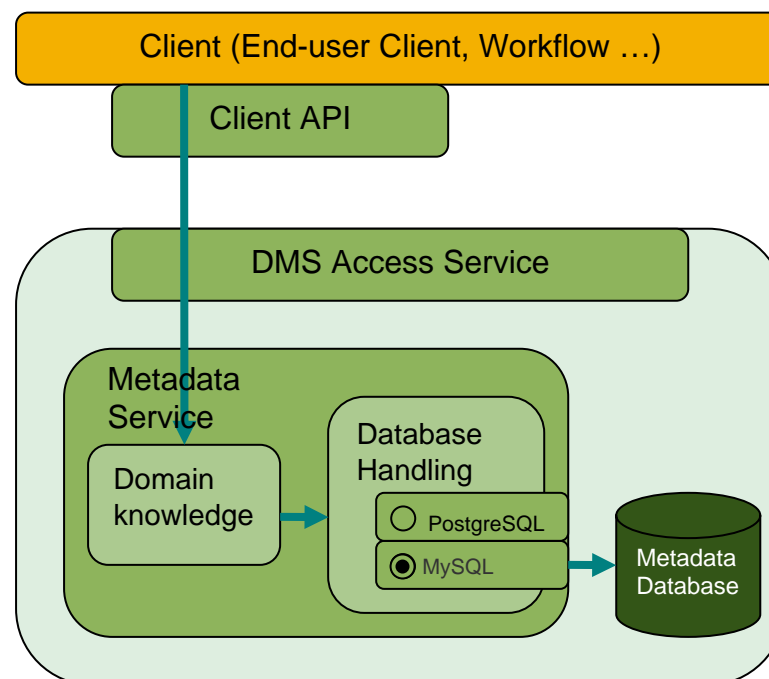 Client (End-user Client, Workflow …)
Client API
DMS Access Service
Metadata
Service
Domain
knowledge
Database
Handling
PostgreSQL
MySQL
Metadata
Database